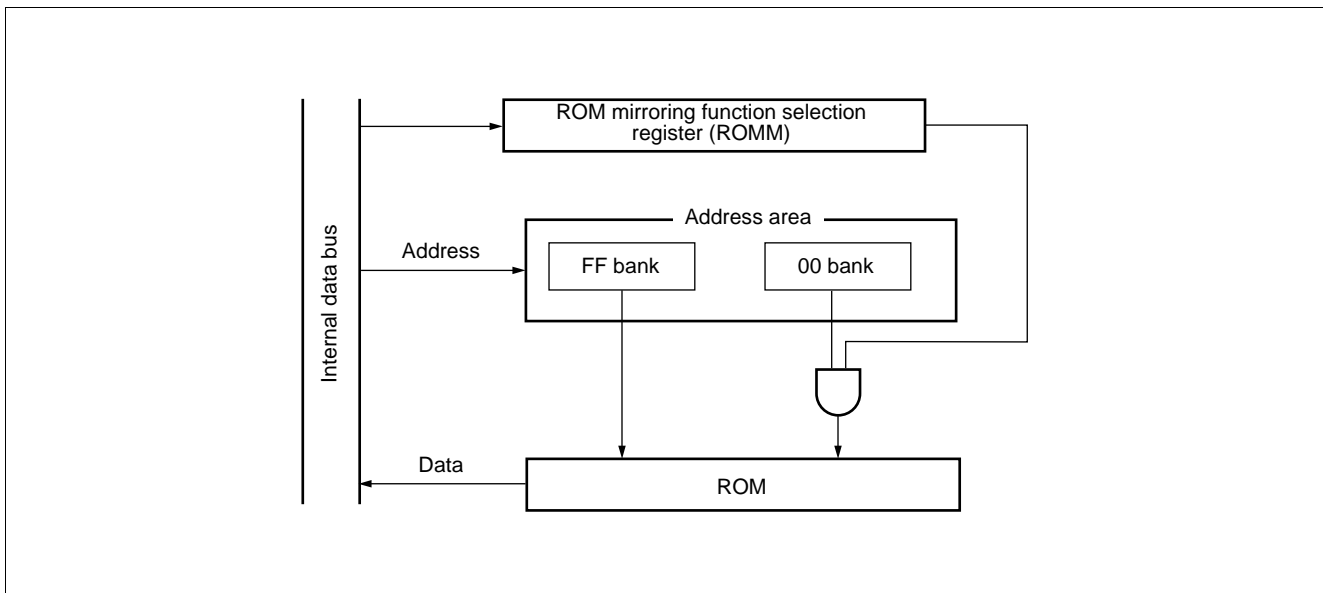 ROM mirroring function selection
register (ROMM)
Address area
Address
FF bank
00 bank
Internal data bus
Data
ROM